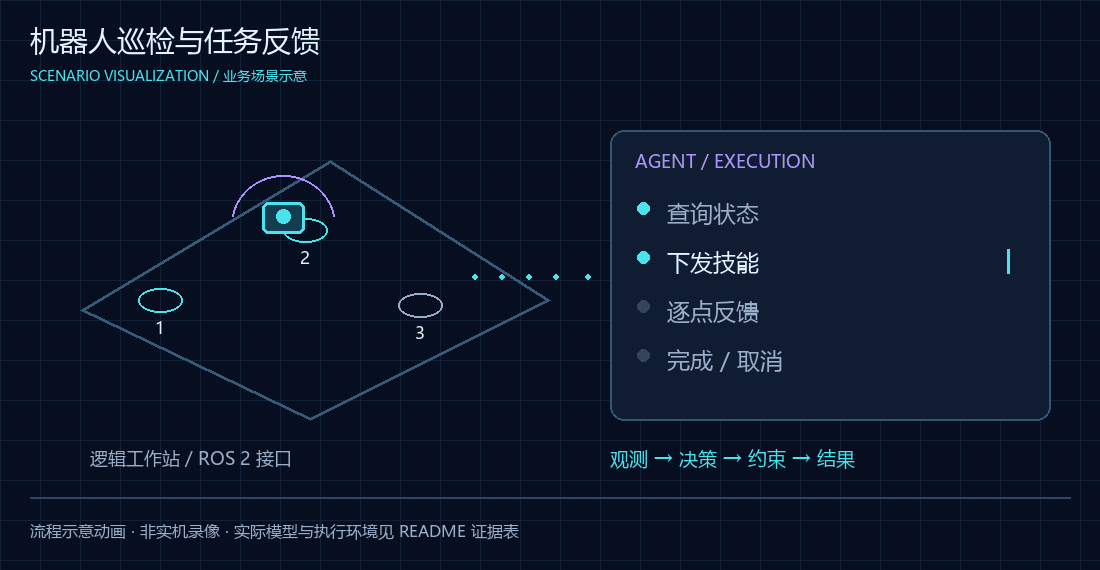 机器人巡检与任务反馈
SCENARIO VISUALIZATION / 业务场景示意
AGENT / EXECUTION
查询状态
下发技能
逐点反馈
完成 / 取消
2
1
3
逻辑工作站 / ROS 2 接口
观测 → 决策 → 约束 → 结果
流程示意动画 · 非实机录像 · 实际模型与执行环境见 README 证据表